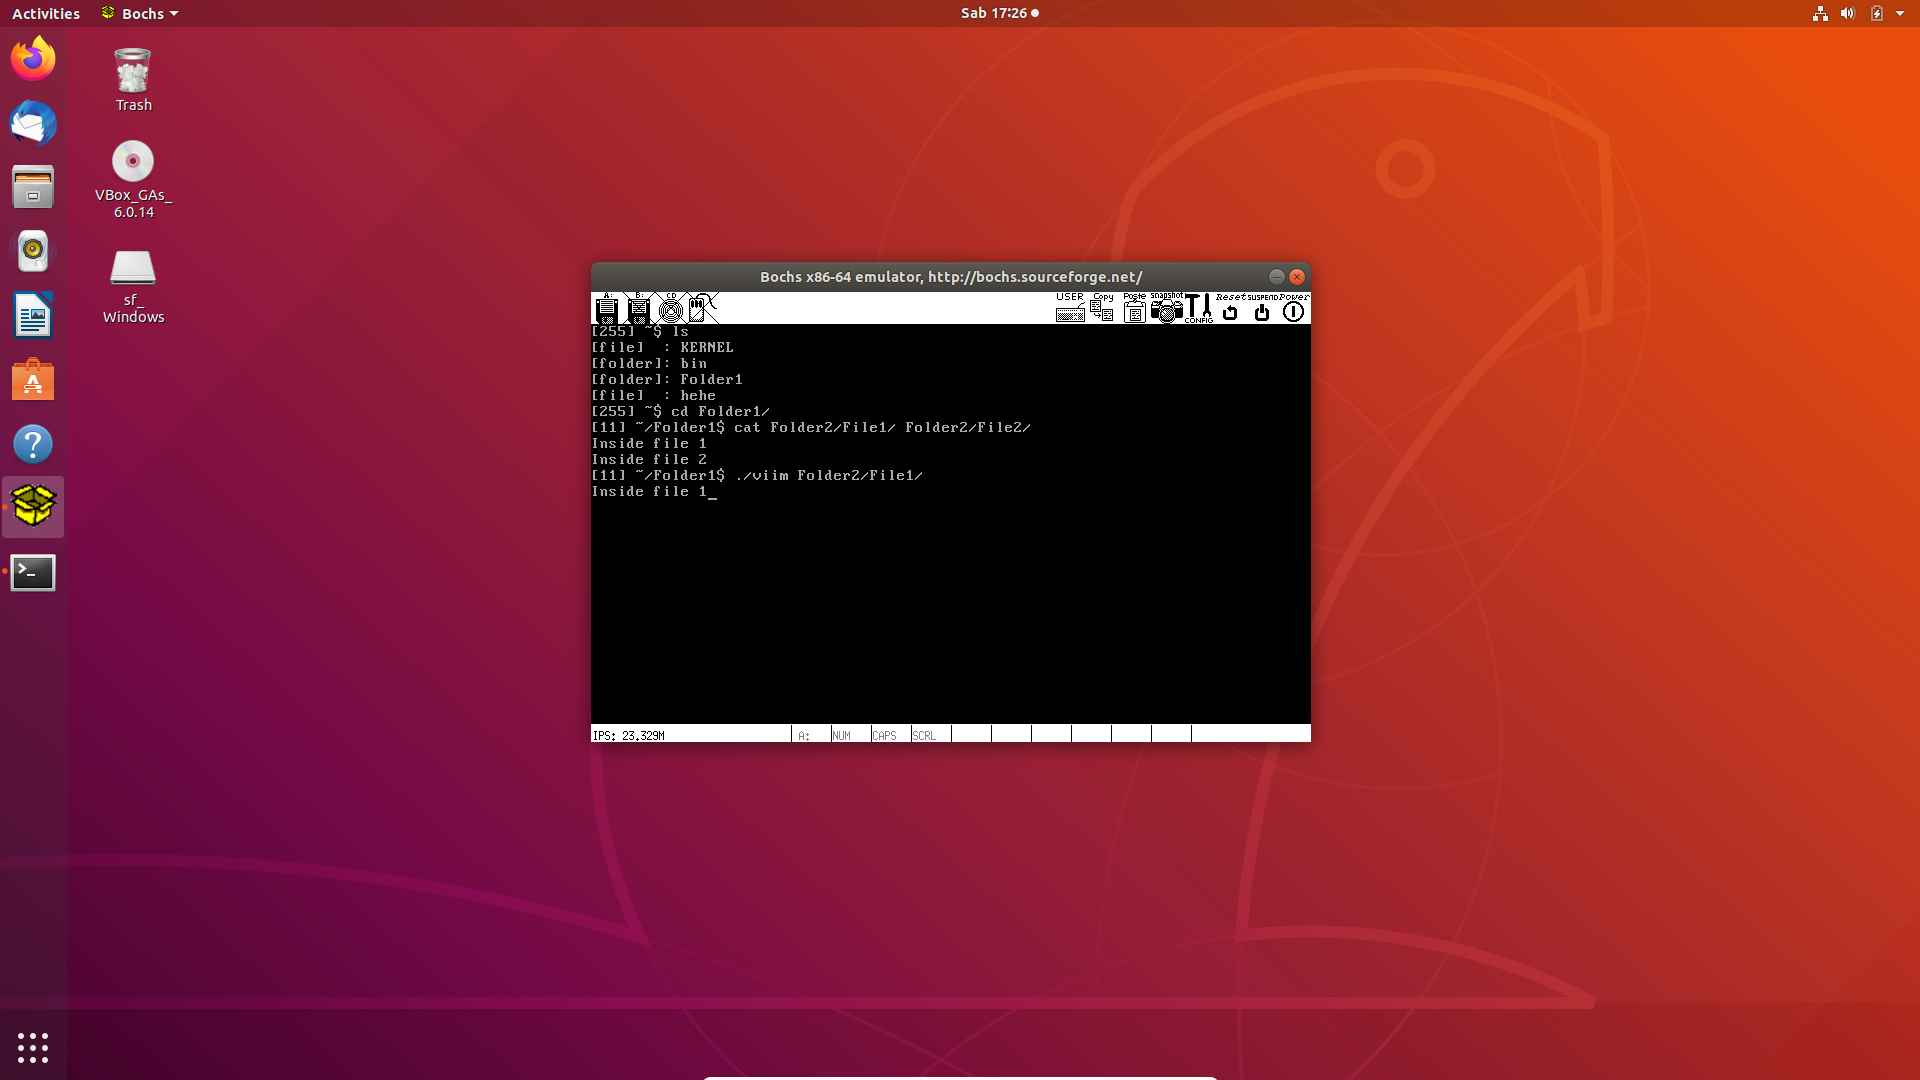 Activities
Bochs
Sab 17:26
Trash
VBox_GAs_
6.0.14
sf_
Windows
Bochs x86-64 emulator, http://bochs.sourceforge.net/
A: B: CD USER Copy Paste snapshot CONFIG Reset SUSPEND Power
[255] ~$ ls
[file]  : KERNEL
[folder]: bin
[folder]: Folder1
[file]  : hehe
[255] ~$ cd Folder1/
[11] ~/Folder1$ cat Folder2/File1/ Folder2/File2/
Inside file 1
Inside file 2
[11] ~/Folder1$ ./viim Folder2/File1/
Inside file 1_
IPS: 23.329M A: NUM CAPS SCRL